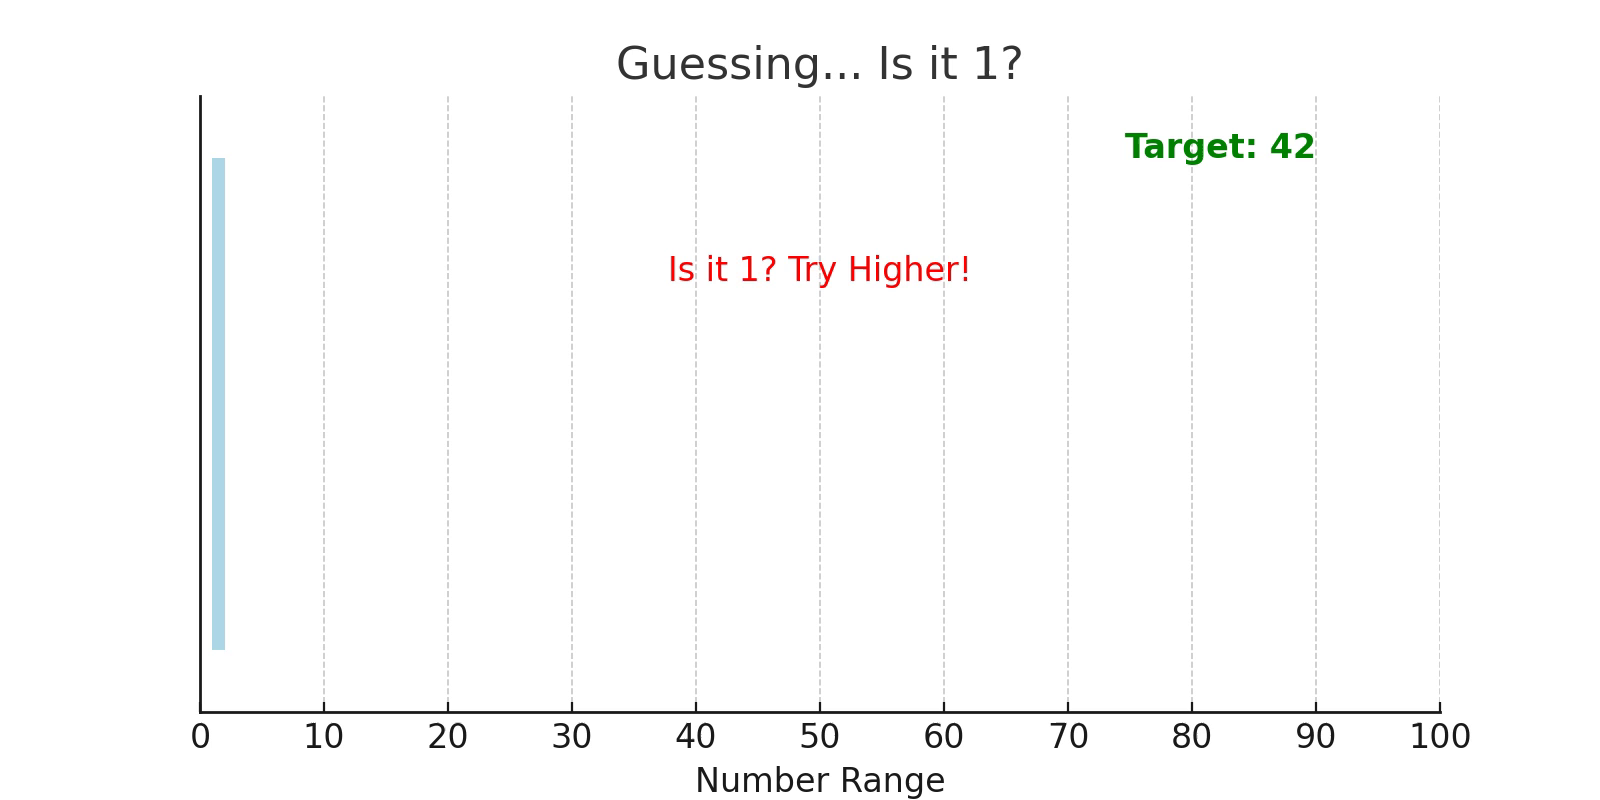 Guessing... Is it 1?
Target: 42
Is it 1? Try Higher!
0 10 20 30 40 50 60 70 80 90 100
Number Range